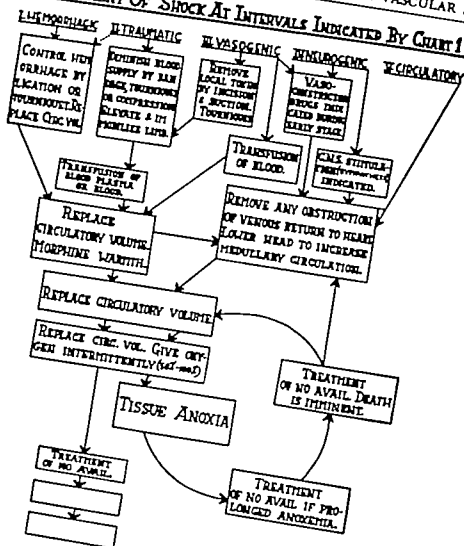 VASCULAR
MENT OF SHOCK AT INTERVALS INDICATED BY CHART 1
I. HEMORRHAGIC
II. TRAUMATIC
III. VASOGENIC
IV. NEUROGENIC
V. CIRCULATORY
CONTROL HEM
ORRHAGE BY
LIGATION OR
TOURNIQUET. RE
PLACE CIRC. VOL.
DIMINISH BLOOD
SUPPLY BY BAN
DAGE, TOURNIQUET
OR COMPRESSION.
ELEVATE & IM
MOBILIZE LIMB.
REMOVE
LOCAL TOXIN
BY INCISION
& SUCTION.
TOURNIQUET
VASO-
CONSTRICTION
DRUGS INDI
CATED DURING
EARLY STAGE.
TRANSFUSION OF
BLOOD PLASMA
OR BLOOD.
TRANSFUSION
OF BLOOD.
C.N.S. STIMULA-
INDICATED.
REPLACE
CIRCULATORY
VOLUME.
MORPHINE WARMTH.
REMOVE ANY OBSTRUCTION
OF VENOUS RETURN TO HEART.
LOWER HEAD TO INCREASE
MEDULLARY CIRCULATION.
REPLACE CIRCULATORY VOLUME.
REPLACE CIRC. VOL. GIVE OXY-
GEN INTERMITTENTLY
TISSUE ANOXIA
TREATMENT
OF NO AVAIL. DEATH
IS IMMINENT.
TREATMENT
OF NO AVAIL.
TREATMENT
OF NO AVAIL IF PRO-
LONGED ANOXEMIA.